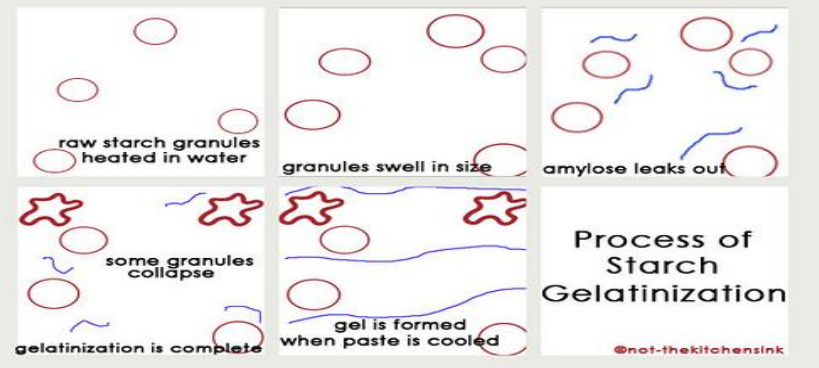 raw starch granules
heated in water
granules swell in size
amylose leaks out
some granules
collapse
gelatinization is complete
gel is formed
when paste is cooled
Process of
Starch
Gelatinization
@not-thekitchensink